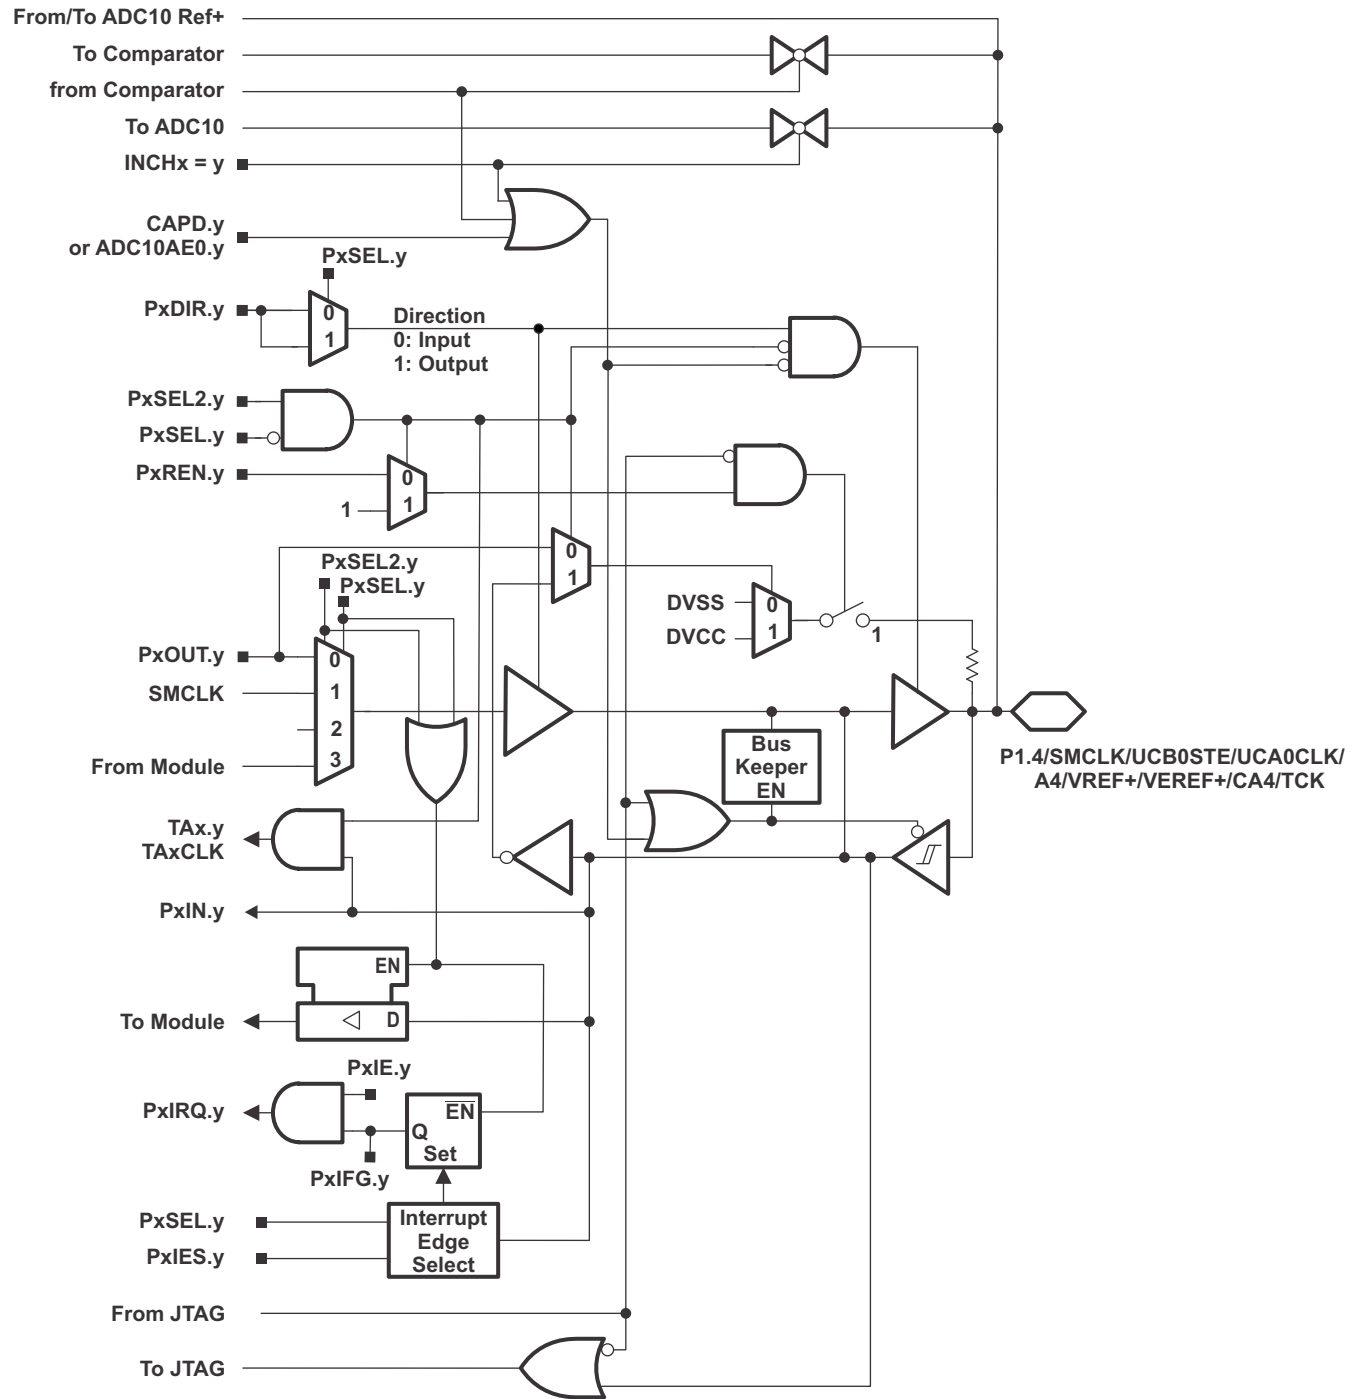 From/To ADC10 Ref+
To Comparator
from Comparator
To ADC10
INCHx = y
CAPD.y
or ADC10AE0.y
PxSEL.y
PxDIR.y
0
1
Direction
0: Input
1: Output
PxSEL2.y
PxSEL.y
PxREN.y
0
1
1
0
1
PxSEL2.y
PxSEL.y
DVSS
DVCC
0
1
1
PxOUT.y
SMCLK
0
1
2
3
From Module
Bus
Keeper
EN
P1.4/SMCLK/UCB0STE/UCA0CLK/
A4/VREF+/VEREF+/CA4/TCK
TAx.y
TAxCLK
PxIN.y
EN
D
To Module
PxIE.y
PxIRQ.y
EN
Q
Set
PxIFG.y
PxSEL.y
PxIES.y
Interrupt
Edge
Select
From JTAG
To JTAG